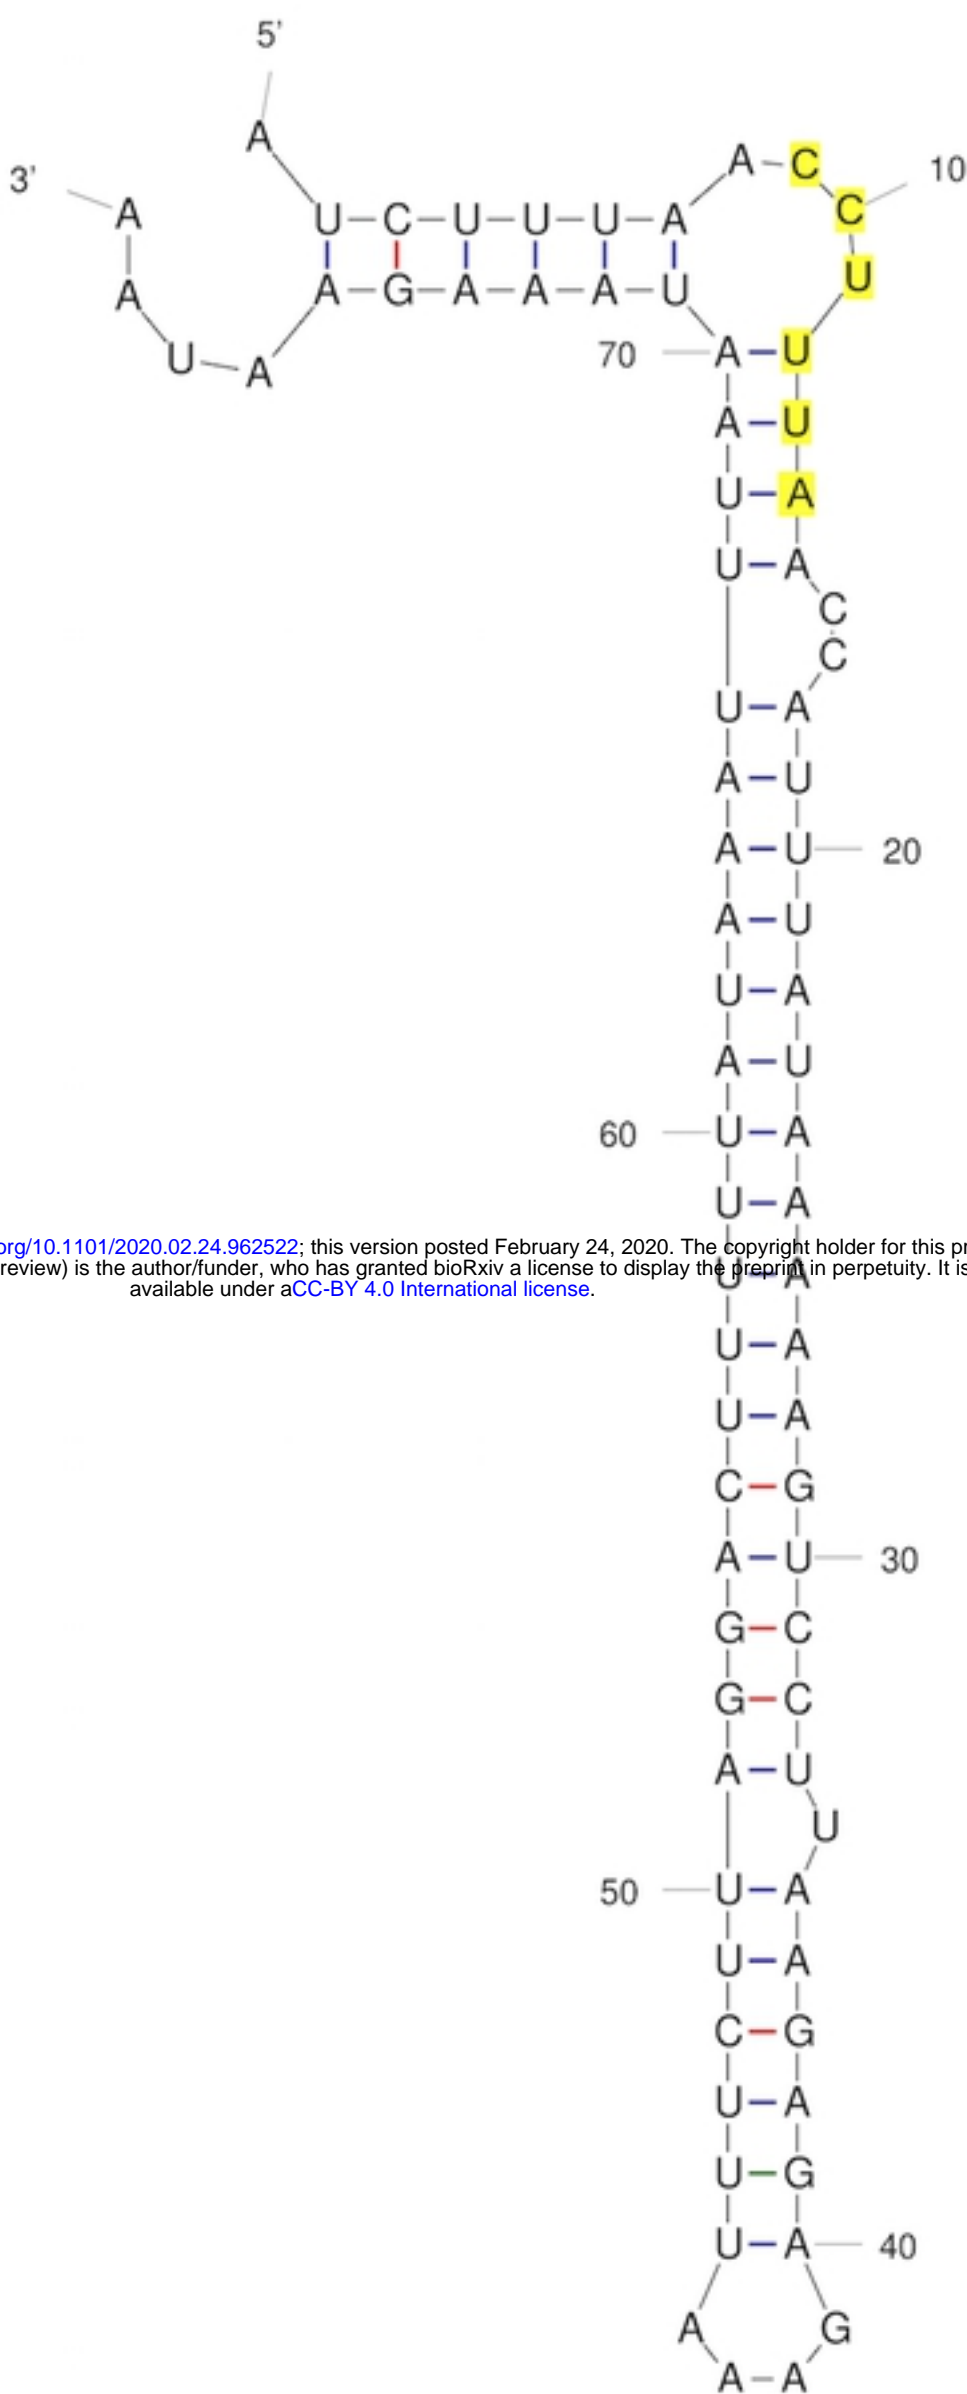 5'
3'
A
A C
10
A
U C U U U A
C
A G A A A U
U
A
U A
70
A U
A U
U A
U A
C
C
U A
A U
A U
20
A U
U A
A U
60
U A
U A
org/10.1101/2020.02.24.962522; this version posted February 24, 2020. The copyright holder for this pr
review) is the author/funder, who has granted bioRxiv a license to display the preprint in perpetuity. It is
U A
available under aCC-BY 4.0 International license.
U A
U A
C G
A U
30
G C
G C
A U
U
50
U A
U A
C G
U A
U G
U A
40
A G
A A